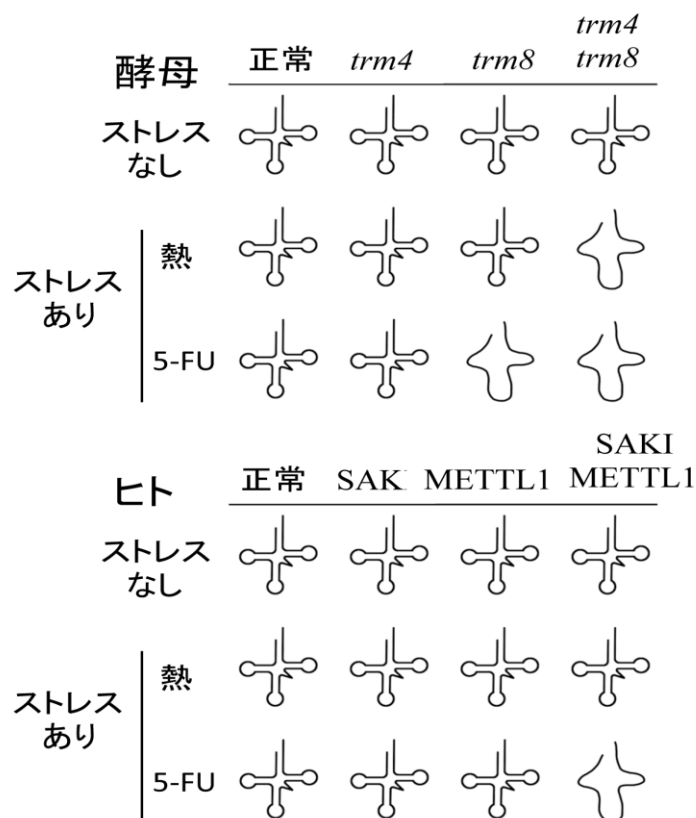 trm4
酵母 正常 trm4 trm8 trm8
ストレス
なし
熱
ストレス
あり
5-FU
SAKI
ヒト 正常 SAKI METTL1 METTL1
ストレス
なし
熱
ストレス
あり
5-FU